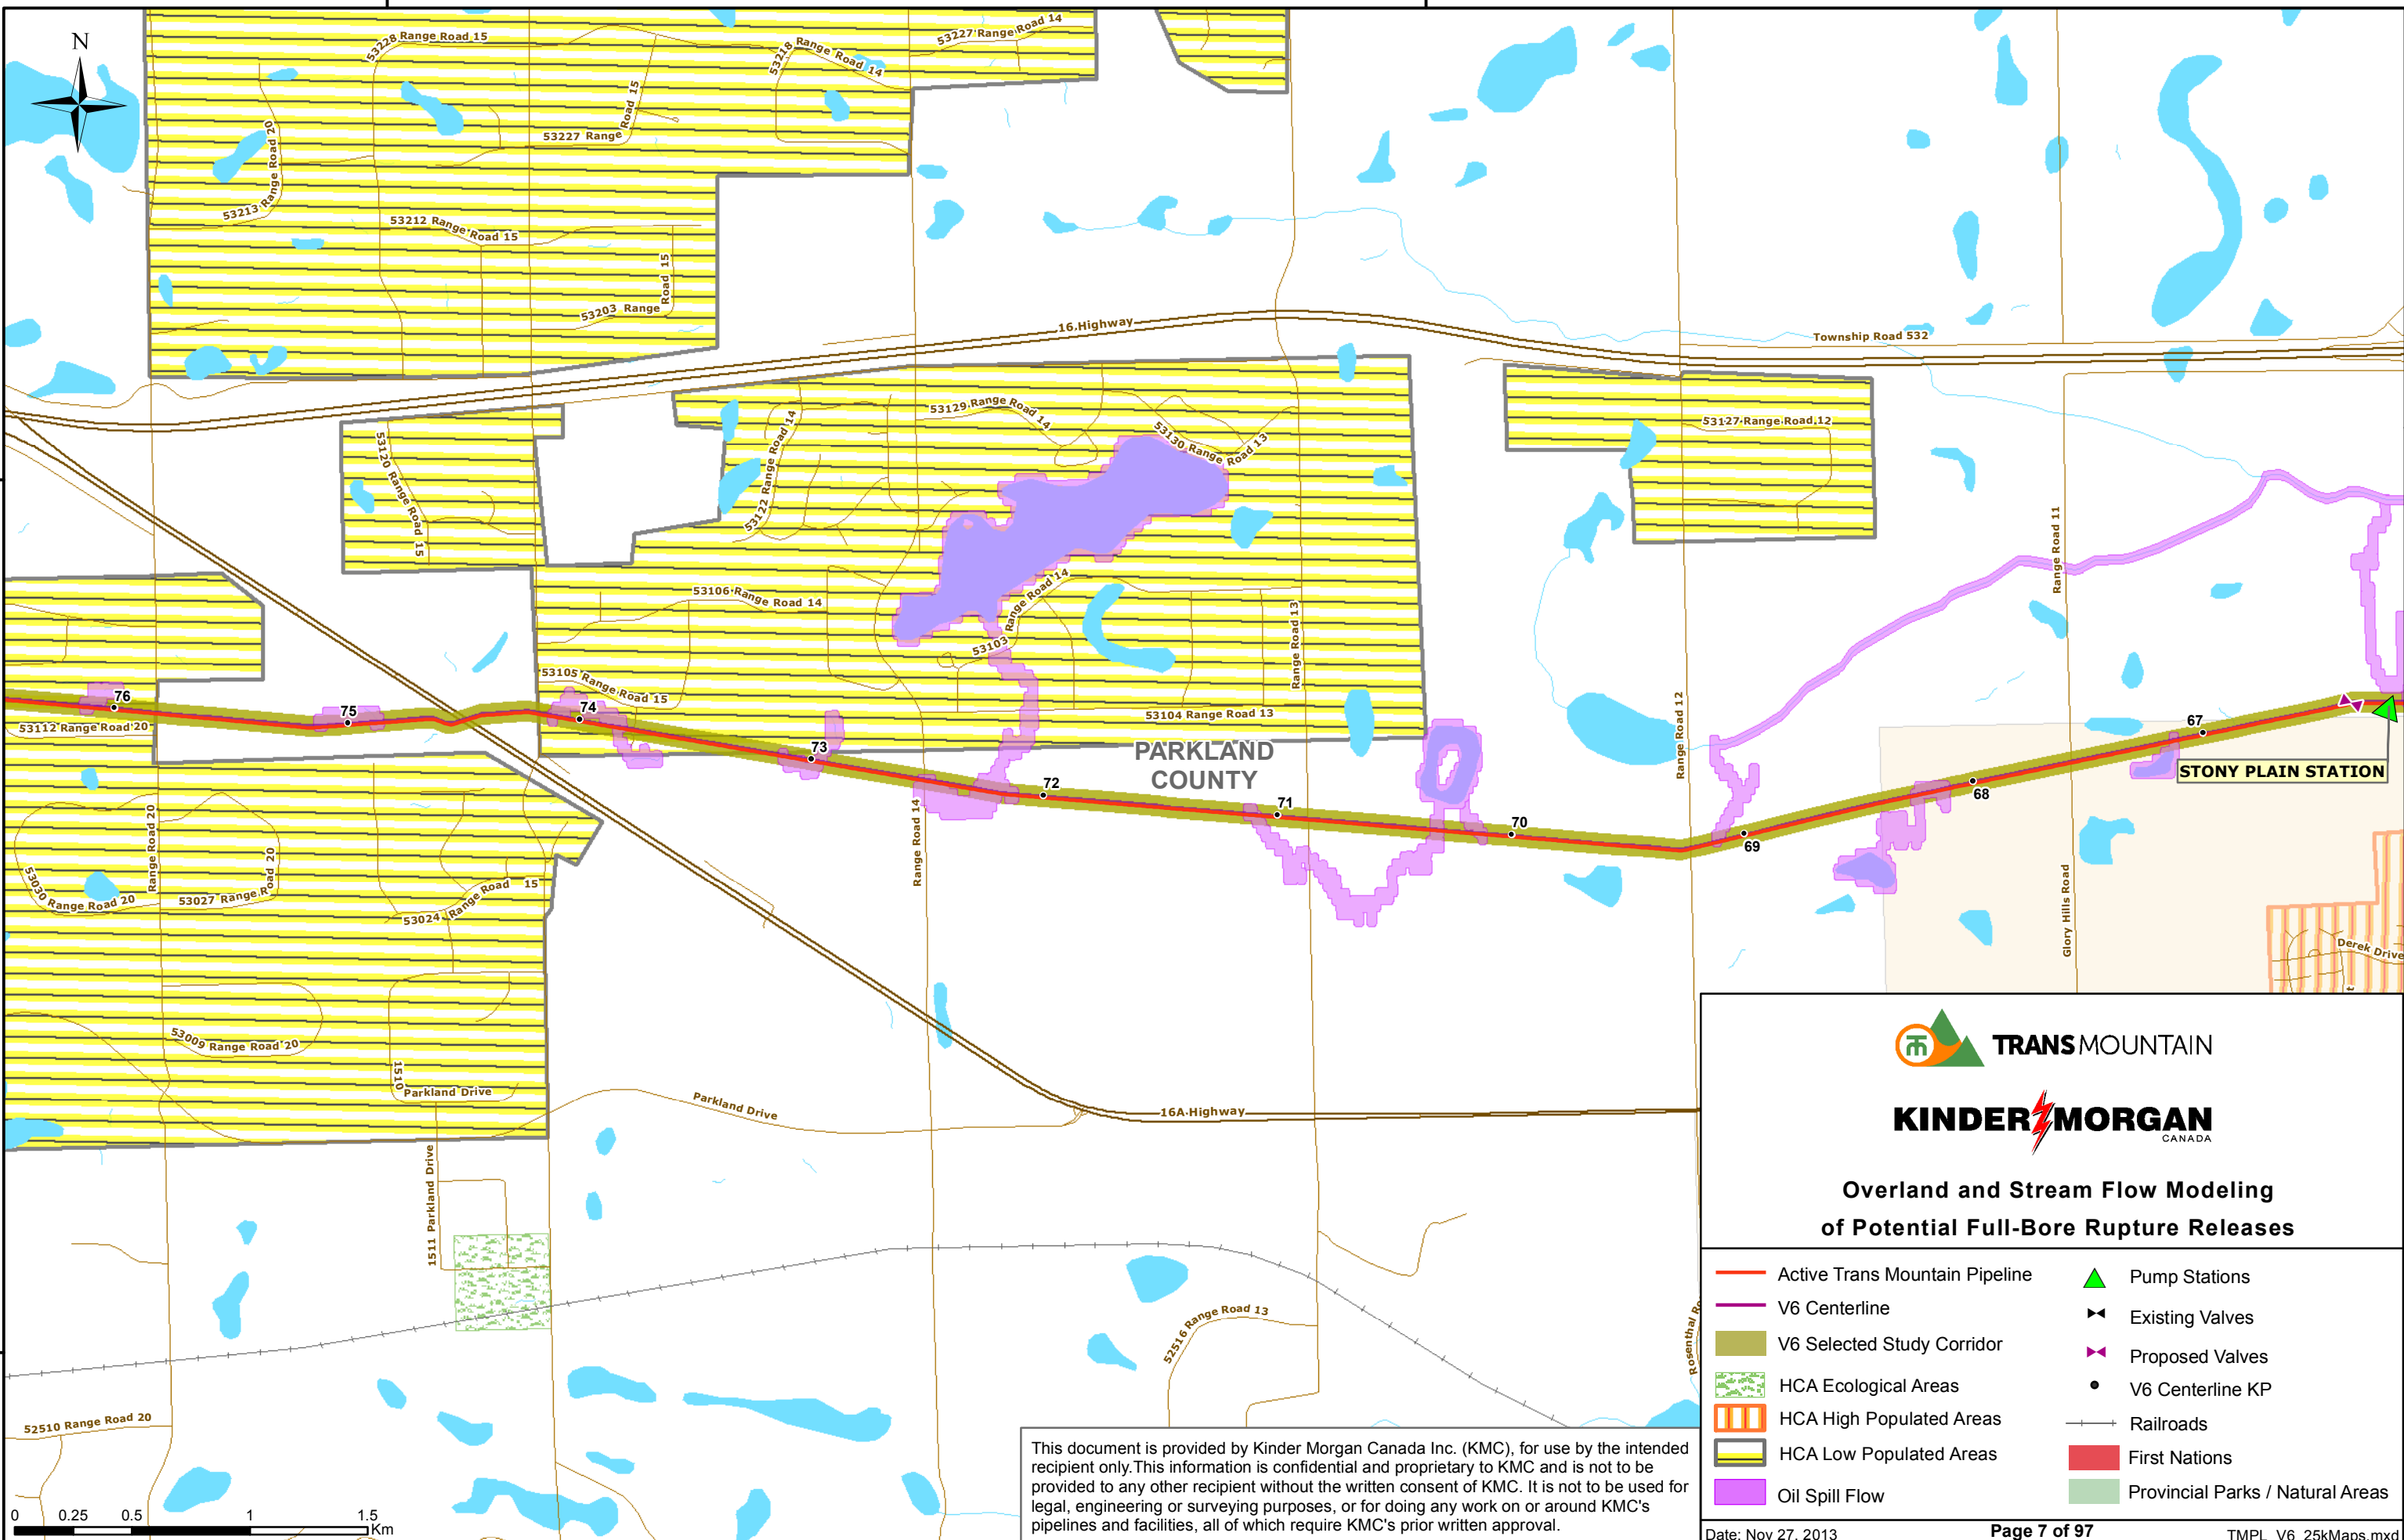 N
53228 Range Road 15
53218 Range Road 14
53227 Range Road 14
53227 Range Road 15
53213 Range Road 20
53212 Range Road 15
53203 Range Road 15
16 Highway
Township Road 532
53120 Range Road 15
53122 Range Road 14
53129 Range Road 14
53130 Range Road 13
53127 Range Road 12
53106 Range Road 14
53103 Range Road 14
Range Road 13
Range Road 11
53105 Range Road 15
53104 Range Road 13
53112 Range Road 20
76
75
74
73
72
71
70
69
68
67
PARKLAND
COUNTY
STONY PLAIN STATION
Range Road 12
Range Road 14
Range Road 20
53030 Range Road 20
53027 Range Road 20
53024 Range Road 15
Glory Hills Road
Derek Drive
53009 Range Road 20
1510
Parkland Drive
Parkland Drive
16A Highway
1511 Parkland Drive
52516 Range Road 13
52510 Range Road 20
0 0.25 0.5 1 1.5
Km
This document is provided by Kinder Morgan Canada Inc. (KMC), for use by the intended
recipient only.This information is confidential and proprietary to KMC and is not to be
provided to any other recipient without the written consent of KMC. It is not to be used for
legal, engineering or surveying purposes, or for doing any work on or around KMC's
pipelines and facilities, all of which require KMC's prior written approval.
TRANSMOUNTAIN
KINDER MORGAN
CANADA
Overland and Stream Flow Modeling
of Potential Full-Bore Rupture Releases
Active Trans Mountain Pipeline
V6 Centerline
V6 Selected Study Corridor
HCA Ecological Areas
HCA High Populated Areas
HCA Low Populated Areas
Oil Spill Flow
Pump Stations
Existing Valves
Proposed Valves
V6 Centerline KP
Railroads
First Nations
Provincial Parks / Natural Areas
Date: Nov 27, 2013
Page 7 of 97
TMPL_V6_25kMaps.mxd